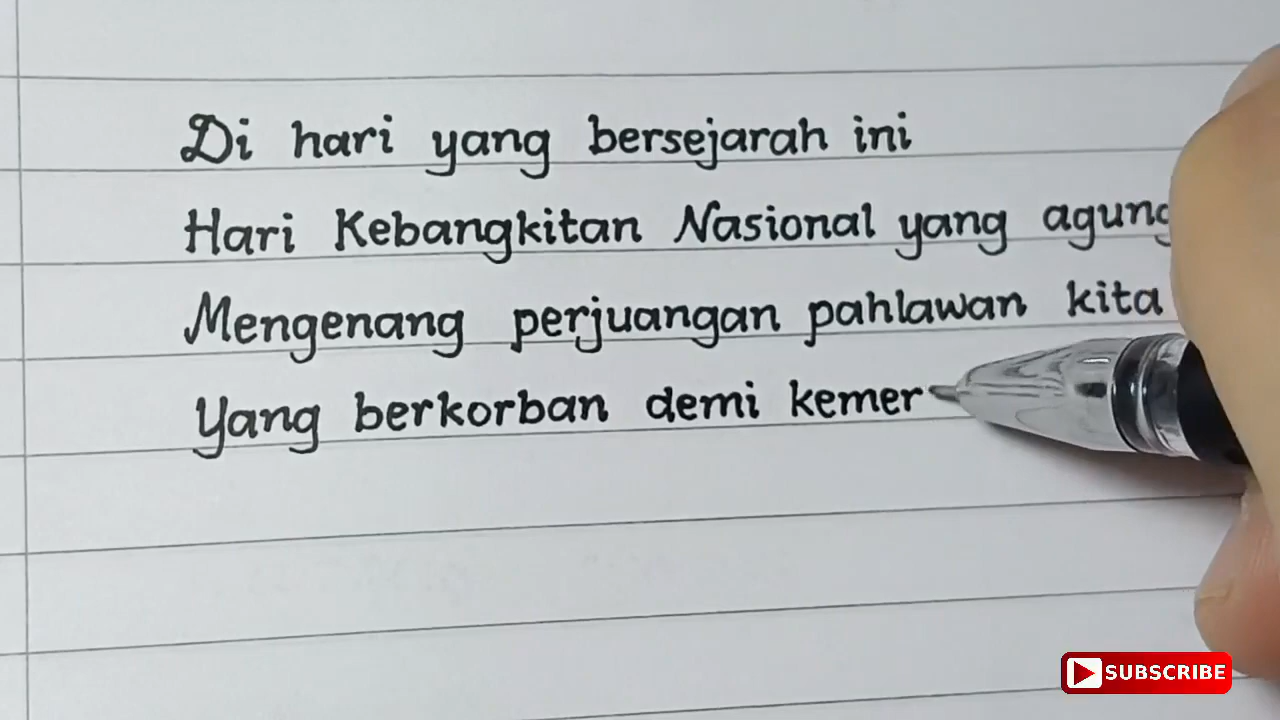 Di hari yang bersejarah ini
Hari Kebangkitan Nasional yang agung
Mengenang perjuangan pahlawan kita
Yang berkorban demi kemer
SUBSCRIBE